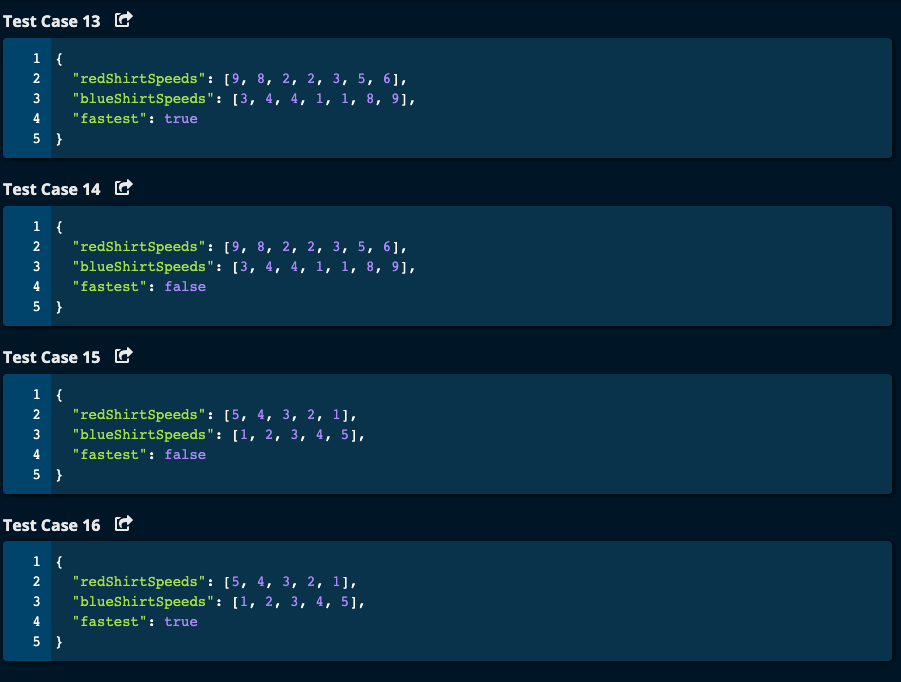 Test Case 13
1 {
2 "redShirtSpeeds": [9, 8, 2, 2, 3, 5, 6],
3 "blueShirtSpeeds": [3, 4, 4, 1, 1, 8, 9],
4 "fastest": true
5 }
Test Case 14
1 {
2 "redShirtSpeeds": [9, 8, 2, 2, 3, 5, 6],
3 "blueShirtSpeeds": [3, 4, 4, 1, 1, 8, 9],
4 "fastest": false
5 }
Test Case 15
1 {
2 "redShirtSpeeds": [5, 4, 3, 2, 1],
3 "blueShirtSpeeds": [1, 2, 3, 4, 5],
4 "fastest": false
5 }
Test Case 16
1 {
2 "redShirtSpeeds": [5, 4, 3, 2, 1],
3 "blueShirtSpeeds": [1, 2, 3, 4, 5],
4 "fastest": true
5 }